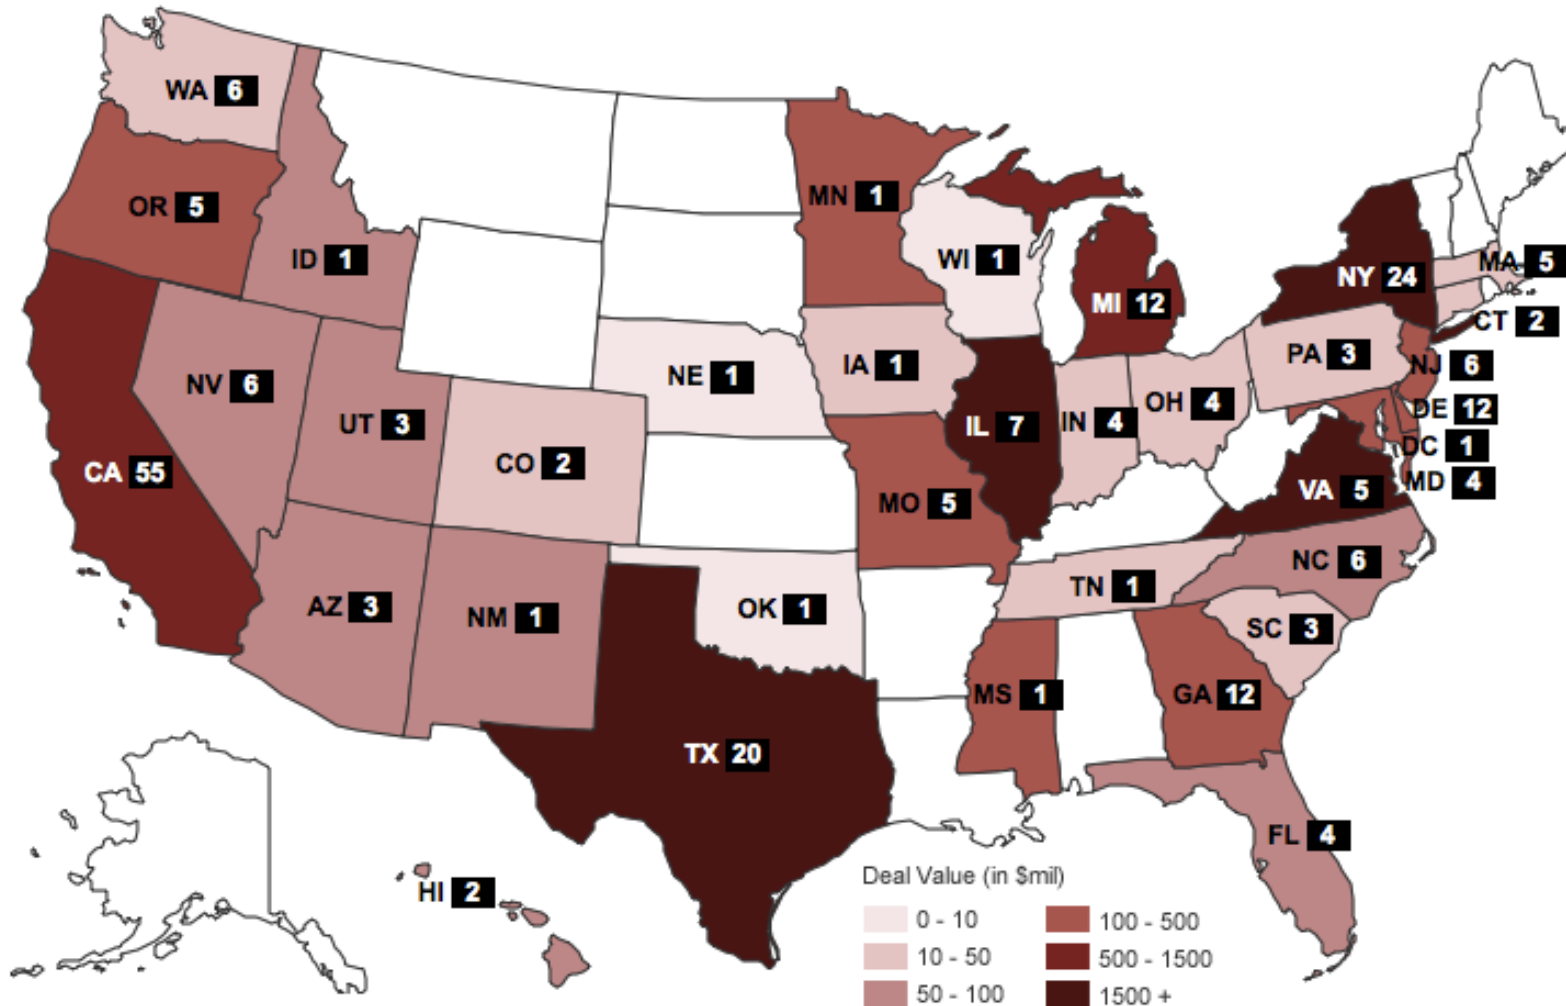 WA 6
OR 5
ID 1
MN 1
WI 1
MI 12
NY 24
MA 5
CT 2
NV 6
UT 3
NE 1
IA 1
PA 3
NJ 6
CA 55
CO 2
IL 7
IN 4
OH 4
DE 12
DC 1
MD 4
MO 5
VA 5
AZ 3
NM 1
OK 1
TN 1
NC 6
SC 3
TX 20
MS 1
GA 12
FL 4
HI 2
Deal Value (in $mil)
0 - 10
10 - 50
50 - 100
100 - 500
500 - 1500
1500 +